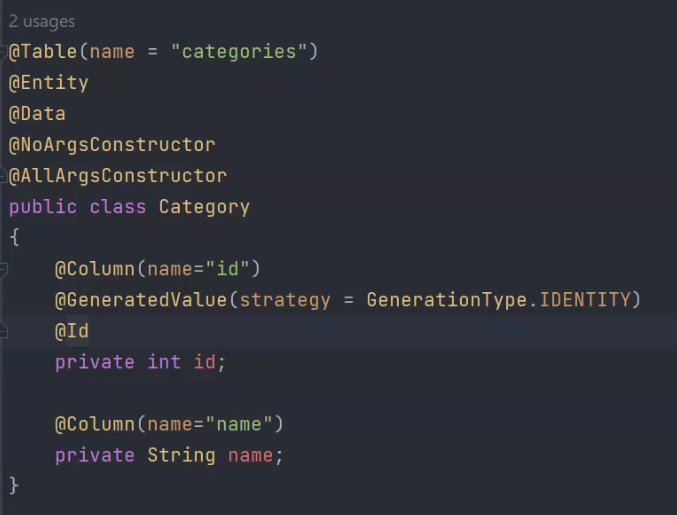 2 usages
@Table(name = "categories")
@Entity
@Data
@NoArgsConstructor
@AllArgsConstructor
public class Category
{
    @Column(name="id")
    @GeneratedValue(strategy = GenerationType.IDENTITY)
    @Id
    private int id;

    @Column(name="name")
    private String name;
}